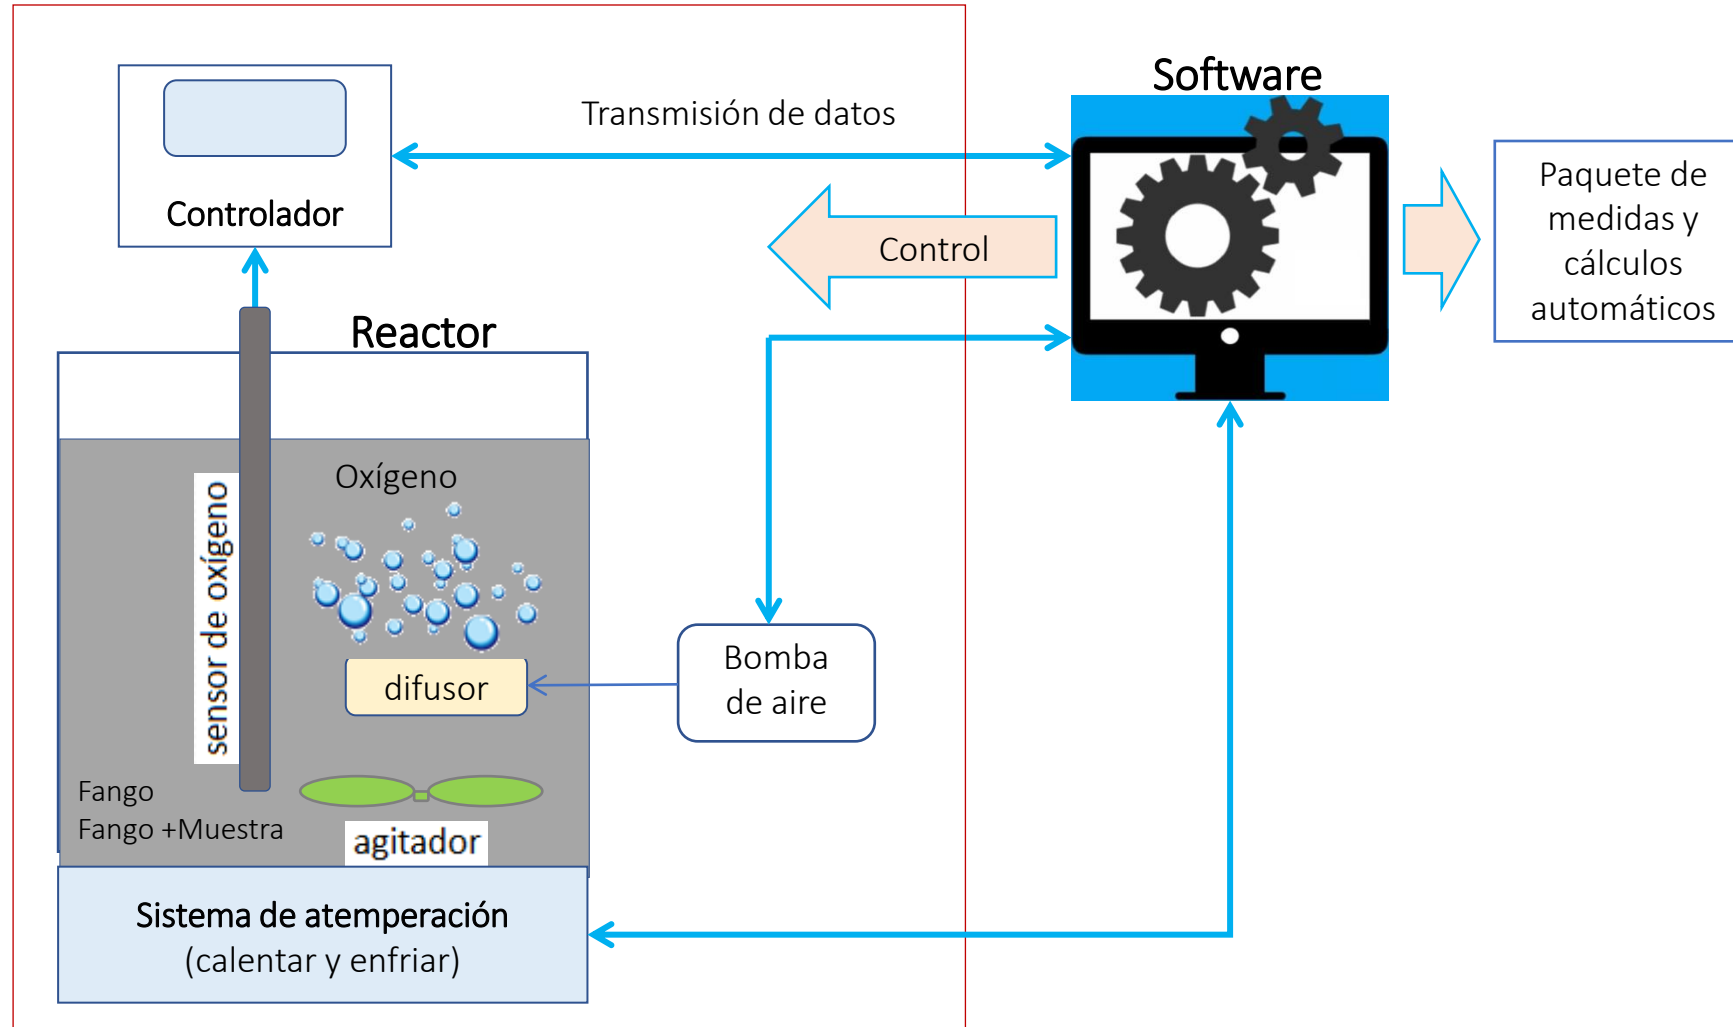 Software
Transmisión de datos
Controlador
Control
Paquete de
medidas y
cálculos
automáticos
Reactor
Oxígeno
sensor de oxígeno
difusor
Bomba
de aire
Fango
Fango +Muestra
agitador
Sistema de atemperación
(calentar y enfriar)